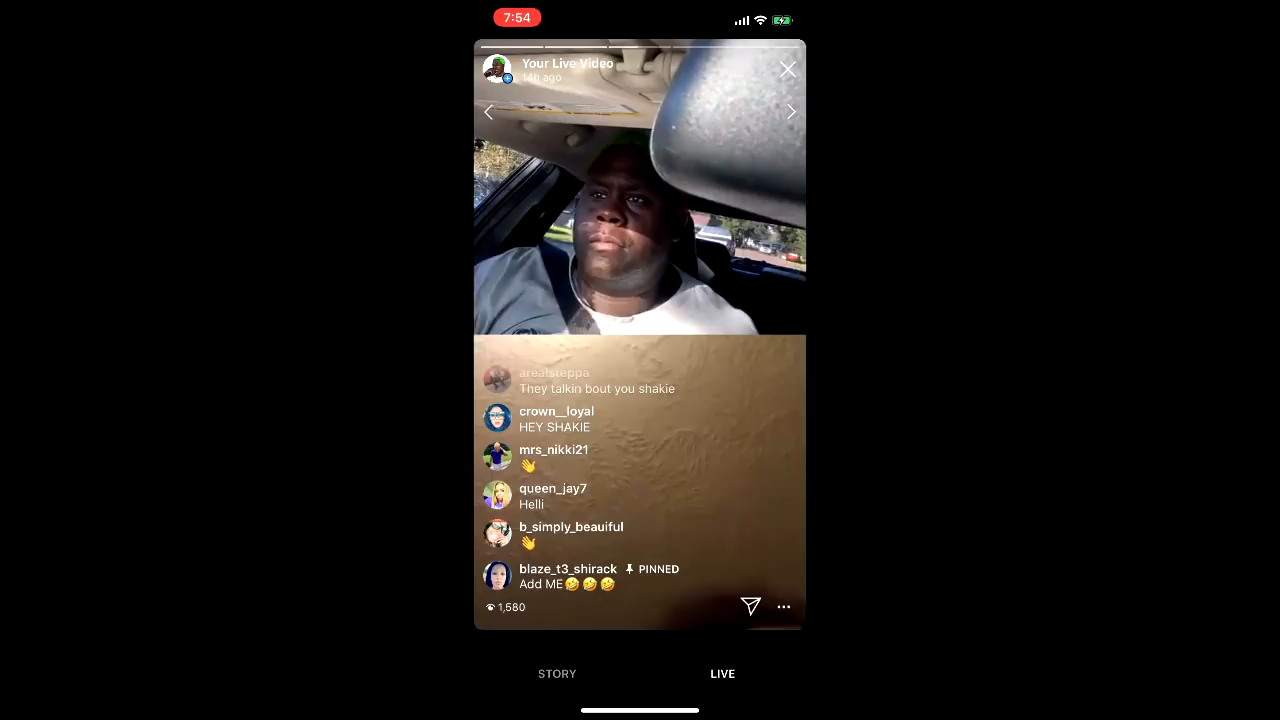 7:54
Your Live Video
14h ago
arealsteppa
They talkin bout you shakie
crown__loyal
HEY SHAKIE
mrs_nikki21
queen_jay7
Helli
b_simply_beauiful
blaze_t3_shirack PINNED
Add ME
1,580
STORY
LIVE